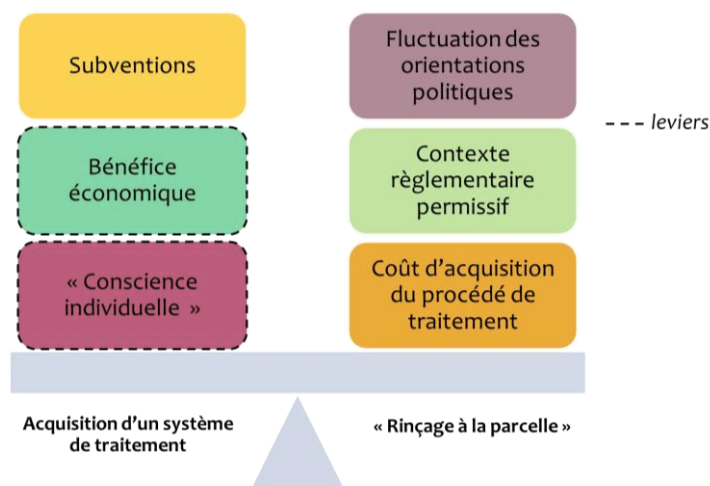 Subventions
Fluctuation des
orientations
politiques
--- leviers
Bénéfice
économique
Contexte
règlementaire
permissif
« Conscience
individuelle »
Coût d'acquisition
du procédé de
traitement
Acquisition d'un système
de traitement
« Rinçage à la parcelle »